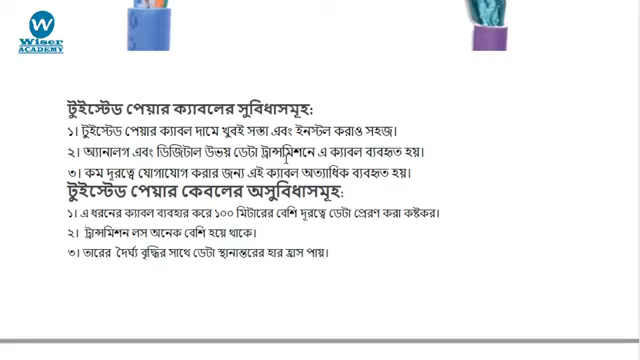 W
Wiser
ACADEMY
টুইস্টেড পেয়ার ক্যাবলের সুবিধাসমূহ:
১। টুইস্টেড পেয়ার ক্যাবল দামে খুবই সস্তা এবং ইনস্টল করাও সহজ।
২। অ্যানালগ এবং ডিজিটাল উভয় ডেটা ট্রান্সমিশনে এ ক্যাবল ব্যবহৃত হয়।
৩। কম দূরত্বে যোগাযোগ করার জন্য এই ক্যাবল অত্যাধিক ব্যবহৃত হয়।
টুইস্টেড পেয়ার কেবলের অসুবিধাসমূহ:
১। এ ধরনের ক্যাবল ব্যবহার করে ১০০ মিটারের বেশি দূরত্বে ডেটা প্রেরণ করা কষ্টকর।
২। ট্রান্সমিশন লস অনেক বেশি হয়ে থাকে।
৩। তারের দৈর্ঘ্য বৃদ্ধির সাথে ডেটা স্থানান্তরের হার হ্রাস পায়।